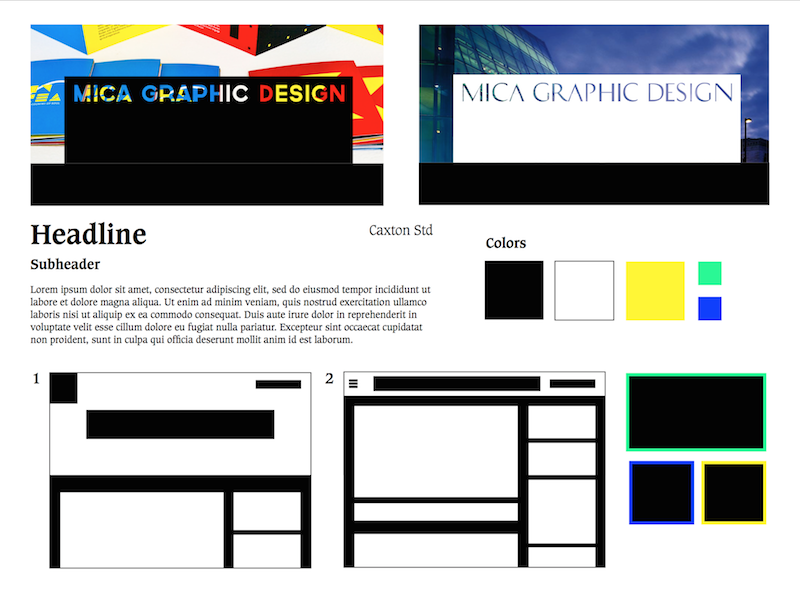 MICA GRAPHIC DESIGN
MICA GRAPHIC DESIGN
Headline
Caxton Std
Subheader
Colors
Lorem ipsum dolor sit amet, consectetur adipiscing elit, sed do eiusmod tempor incididunt ut
labore et dolore magna aliqua. Ut enim ad minim veniam, quis nostrud exercitation ullamco
laboris nisi ut aliquip ex ea commodo consequat. Duis aute irure dolor in reprehenderit in
voluptate velit esse cillum dolore eu fugiat nulla pariatur. Excepteur sint occaecat cupidatat
non proident, sunt in culpa qui officia deserunt mollit anim id est laborum.
1
2